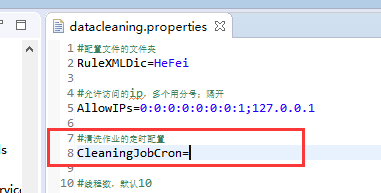 datacleaning.properties
1 #配置文件的文件夹
2 RuleXMLDic=HeFei
3
4 #允许访问的ip，多个用分号；隔开
5 AllowIPs=0:0:0:0:0:0:0:1;127.0.0.1
6
7 #清洗作业的定时配置
8 CleaningJobCron=
9
10 #线程数，默认10
ls
ervice